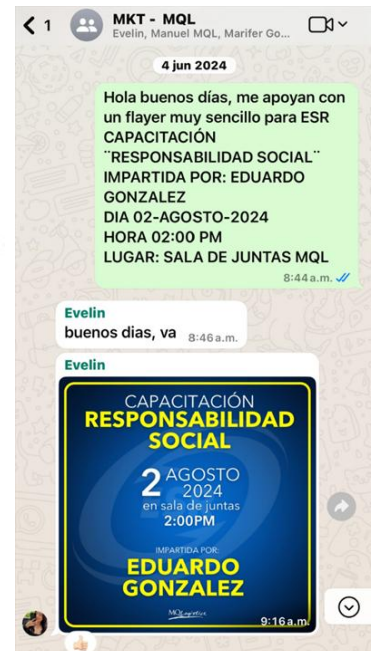 1
MKT - MQL
Evelin, Manuel MQL, Marifer Go...
4 jun 2024
Hola buenos días, me apoyan con
un flayer muy sencillo para ESR
CAPACITACIÓN
¨RESPONSABILIDAD SOCIAL¨
IMPARTIDA POR: EDUARDO
GONZALEZ
DIA 02-AGOSTO-2024
HORA 02:00 PM
LUGAR: SALA DE JUNTAS MQL
8:44 a.m.
Evelin
buenos dias, va
8:46 a.m.
Evelin
CAPACITACIÓN
RESPONSABILIDAD
SOCIAL
2 AGOSTO
2024
en sala de juntas
2:00PM
IMPARTIDA POR:
EDUARDO
GONZALEZ
MQLogistics
9:16 a.m.